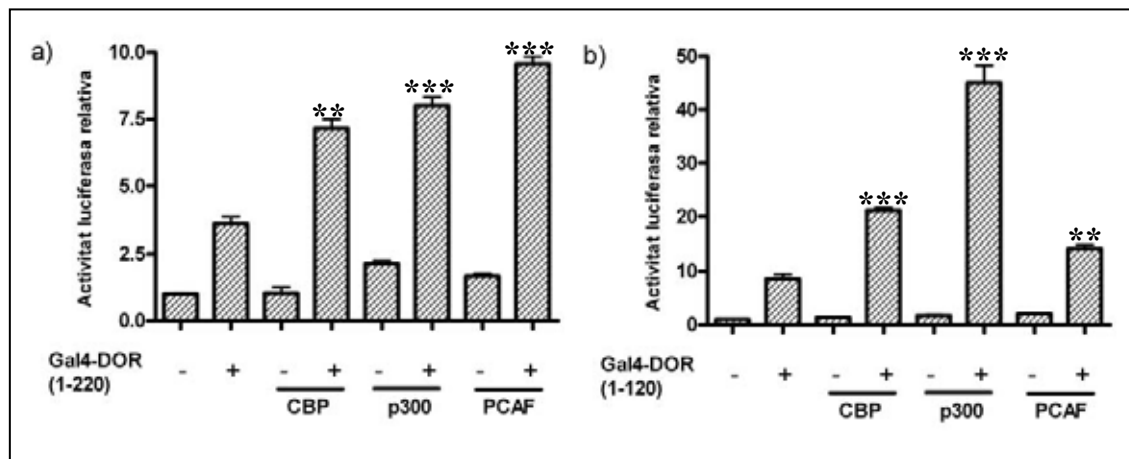 a)
Activitat luciferasa relativa
10.0
7.5
5.0
2.5
0.0
** *** ***
Gal4-DOR
(1-220)
- + - + - + - +
CBP p300 PCAF
b)
Activitat luciferasa relativa
50
40
30
20
10
0
*** *** **
Gal4-DOR
(1-120)
- + - + - + - +
CBP p300 PCAF